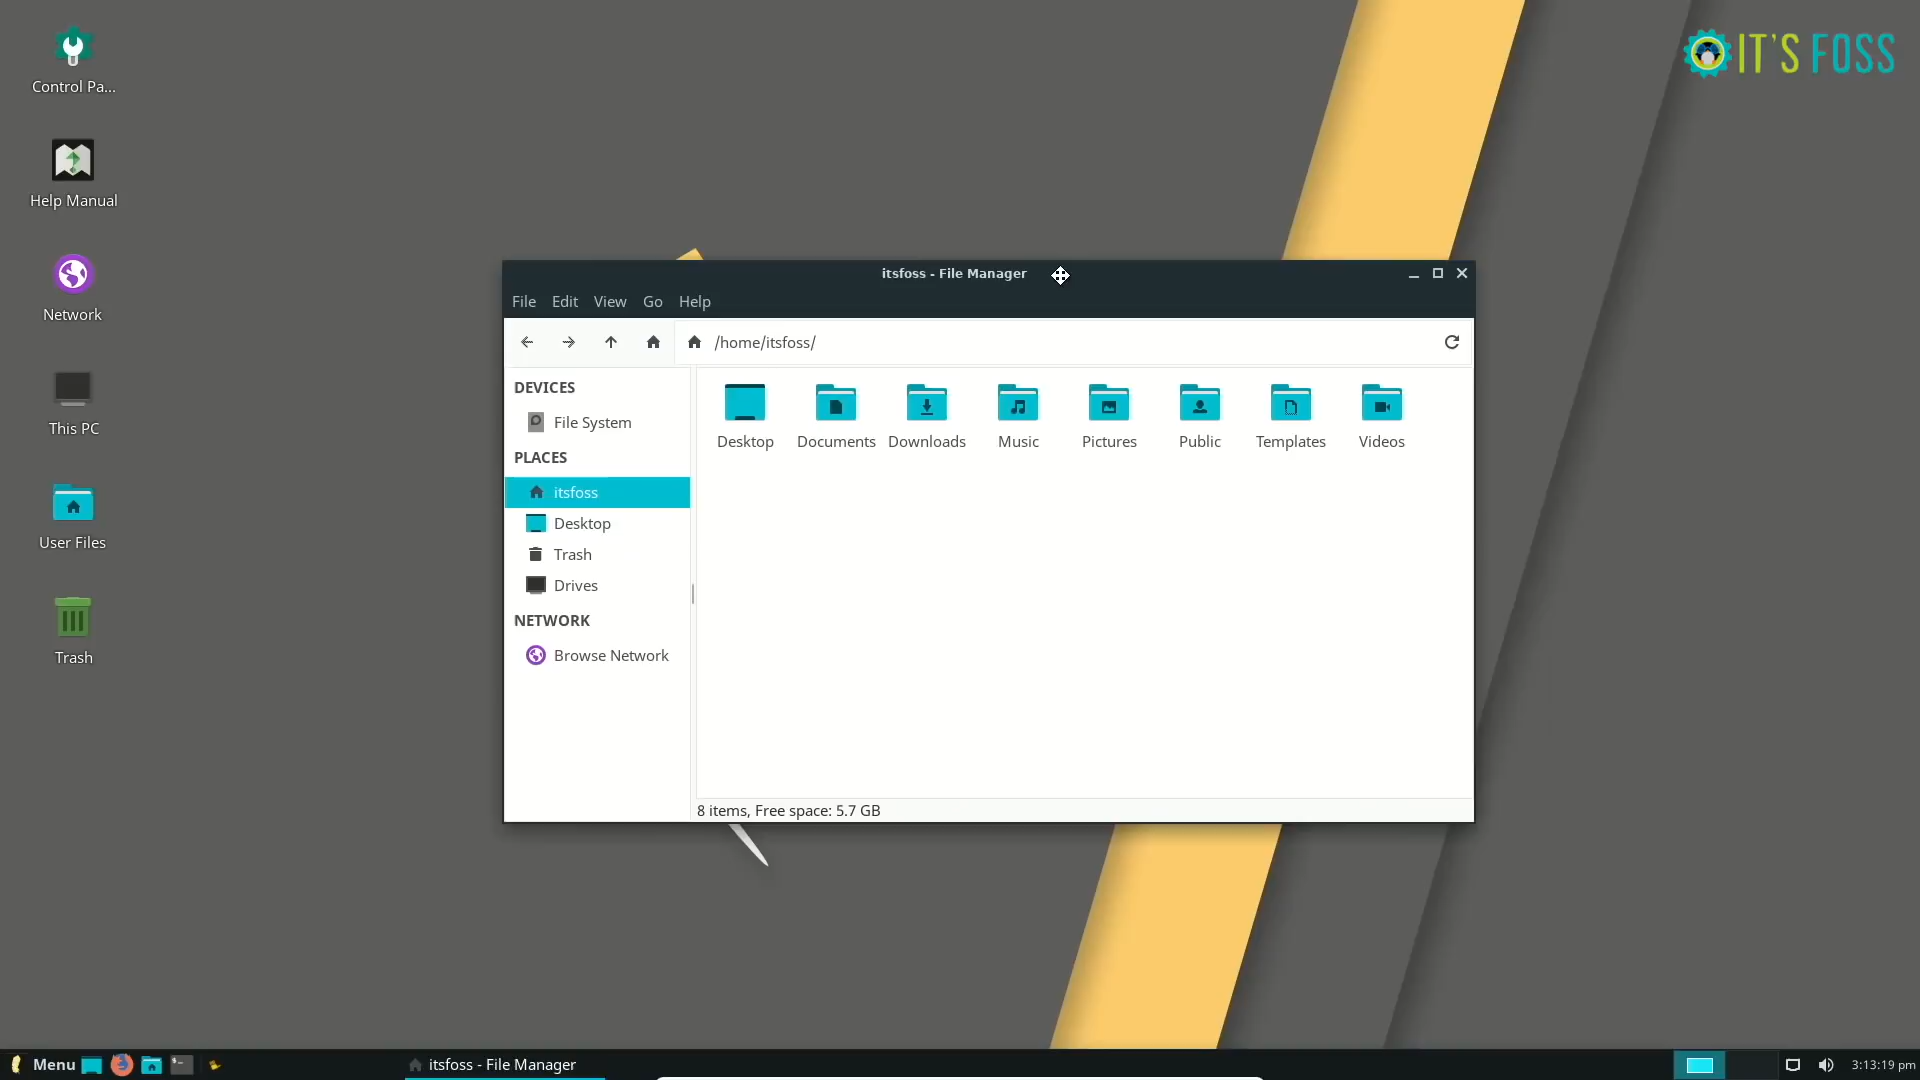 Control Pa...
Help Manual
Network
This PC
User Files
Trash
IT'S FOSS
itsfoss - File Manager
File Edit View Go Help
/home/itsfoss/
DEVICES
File System
PLACES
itsfoss
Desktop
Trash
Drives
NETWORK
Browse Network
Desktop Documents Downloads Music Pictures Public Templates Videos
8 items, Free space: 5.7 GB
Menu
itsfoss - File Manager
3:13:19 pm